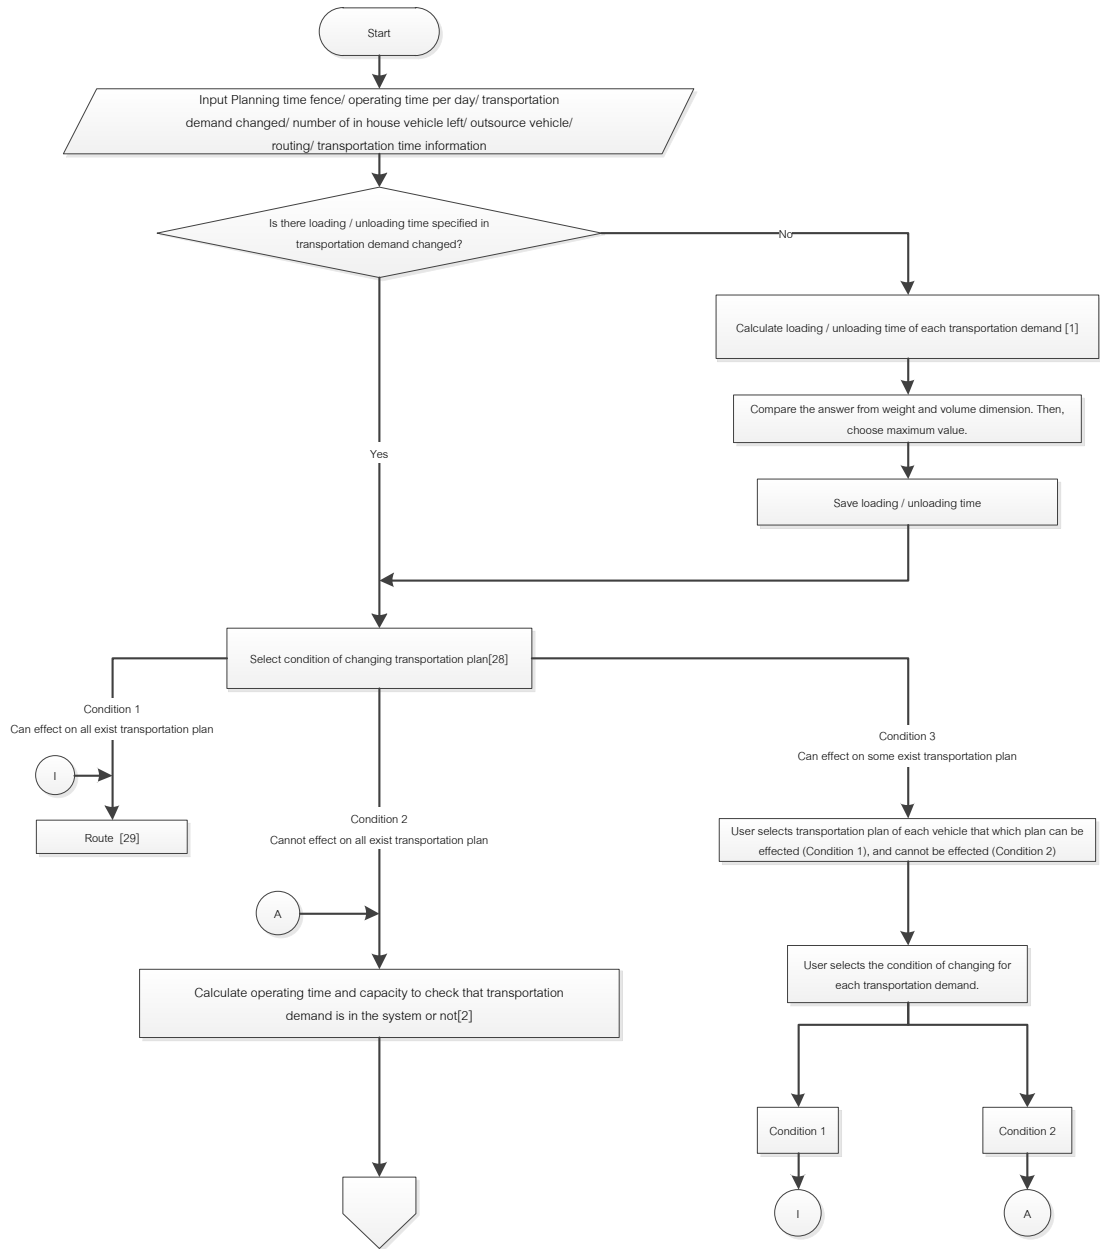 Start
Input Planning time fence/ operating time per day/ transportation
demand changed/ number of in house vehicle left/ outsource vehicle/
routing/ transportation time information
Is there loading / unloading time specified in
transportation demand changed?
No
Calculate loading / unloading time of each transportation demand [1]
Compare the answer from weight and volume dimension. Then,
choose maximum value.
Yes
Save loading / unloading time
Select condition of changing transportation plan[28]
Condition 1
Can effect on all exist transportation plan
I
Route [29]
Condition 2
Cannot effect on all exist transportation plan
A
Calculate operating time and capacity to check that transportation
demand is in the system or not[2]
Condition 3
Can effect on some exist transportation plan
User selects transportation plan of each vehicle that which plan can be
effected (Condition 1), and cannot be effected (Condition 2)
User selects the condition of changing for
each transportation demand.
Condition 1
Condition 2
I
A